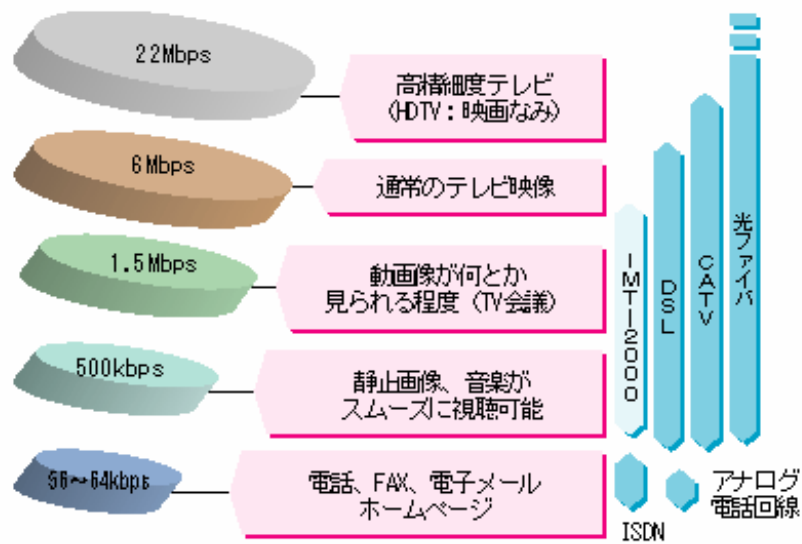 22Mbps
高精細度テレビ
(HDTV：映画なみ)
6Mbps
通常のテレビ映像
1.5Mbps
動画像が何とか
見られる程度（TV会議）
500kbps
静止画像、音楽が
スムーズに視聴可能
56～64kbps
電話、FAX、電子メール
ホームページ
IMTI2000
DSL
CATV
光ファイバ
ISDN
アナログ
電話回線